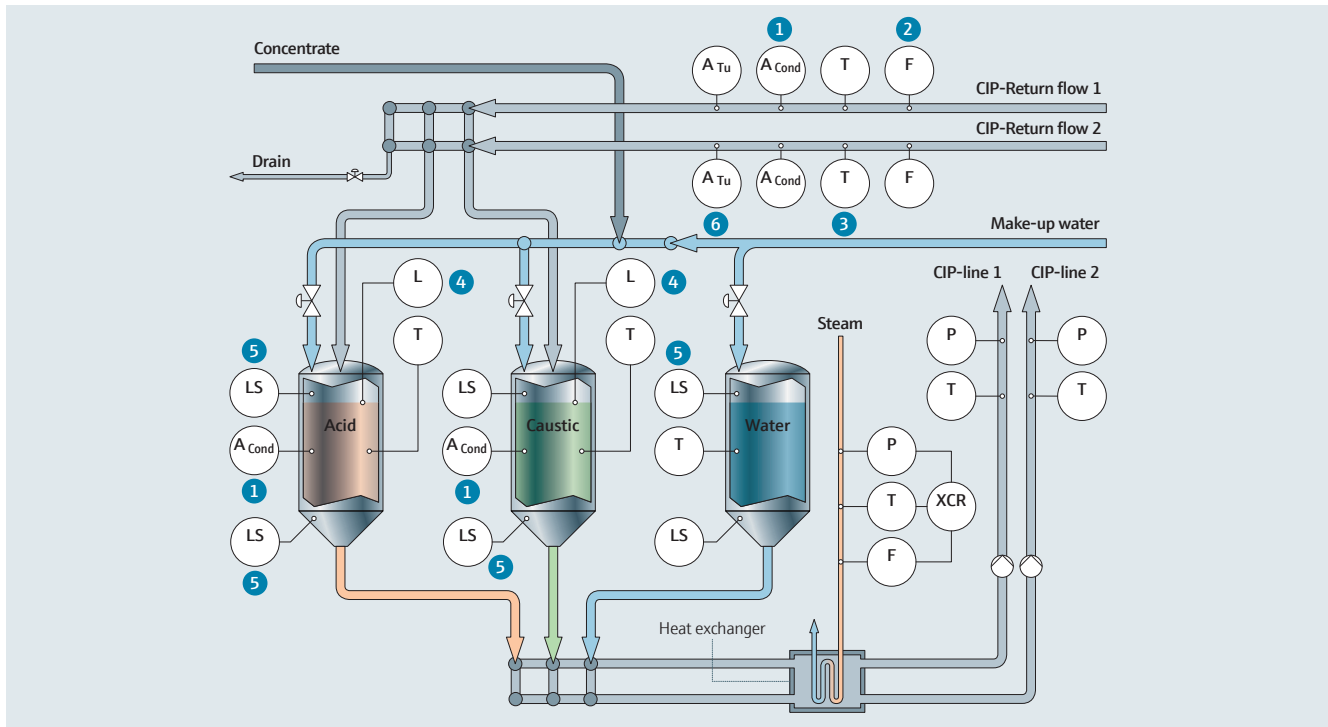 1
2
Concentrate
A Tu
A Cond
T
F
CIP-Return flow 1
CIP-Return flow 2
Drain
A Tu
A Cond
T
F
6
3
Make-up water
CIP-line 1
CIP-line 2
L
4
L
4
Steam
T
T
P
P
5
5
LS
LS
LS
T
T
Acid
Caustic
Water
A Cond
A Cond
T
P
1
1
T
XCR
LS
LS
LS
F
5
5
Heat exchanger